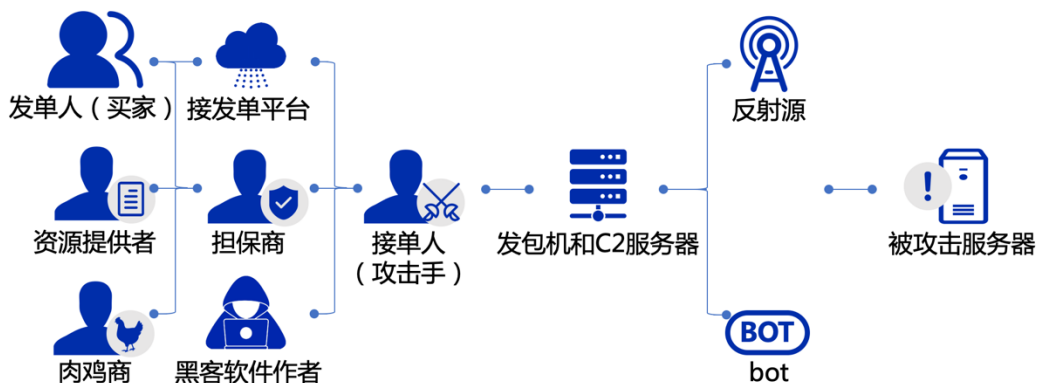 发单人（买家）
接发单平台
反射源
资源提供者
担保商
接单人
（攻击手）
发包机和C2服务器
被攻击服务器
肉鸡商
黑客软件作者
BOT
bot